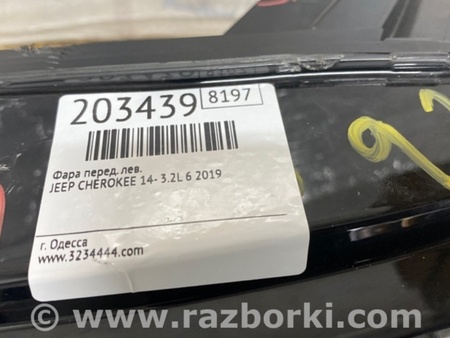 203439 8197
Фара перед. лев.
JEEP CHEROKEE 14- 3.2L 6 2019
г. Одесса
www.3234444.com
www.razborki.com